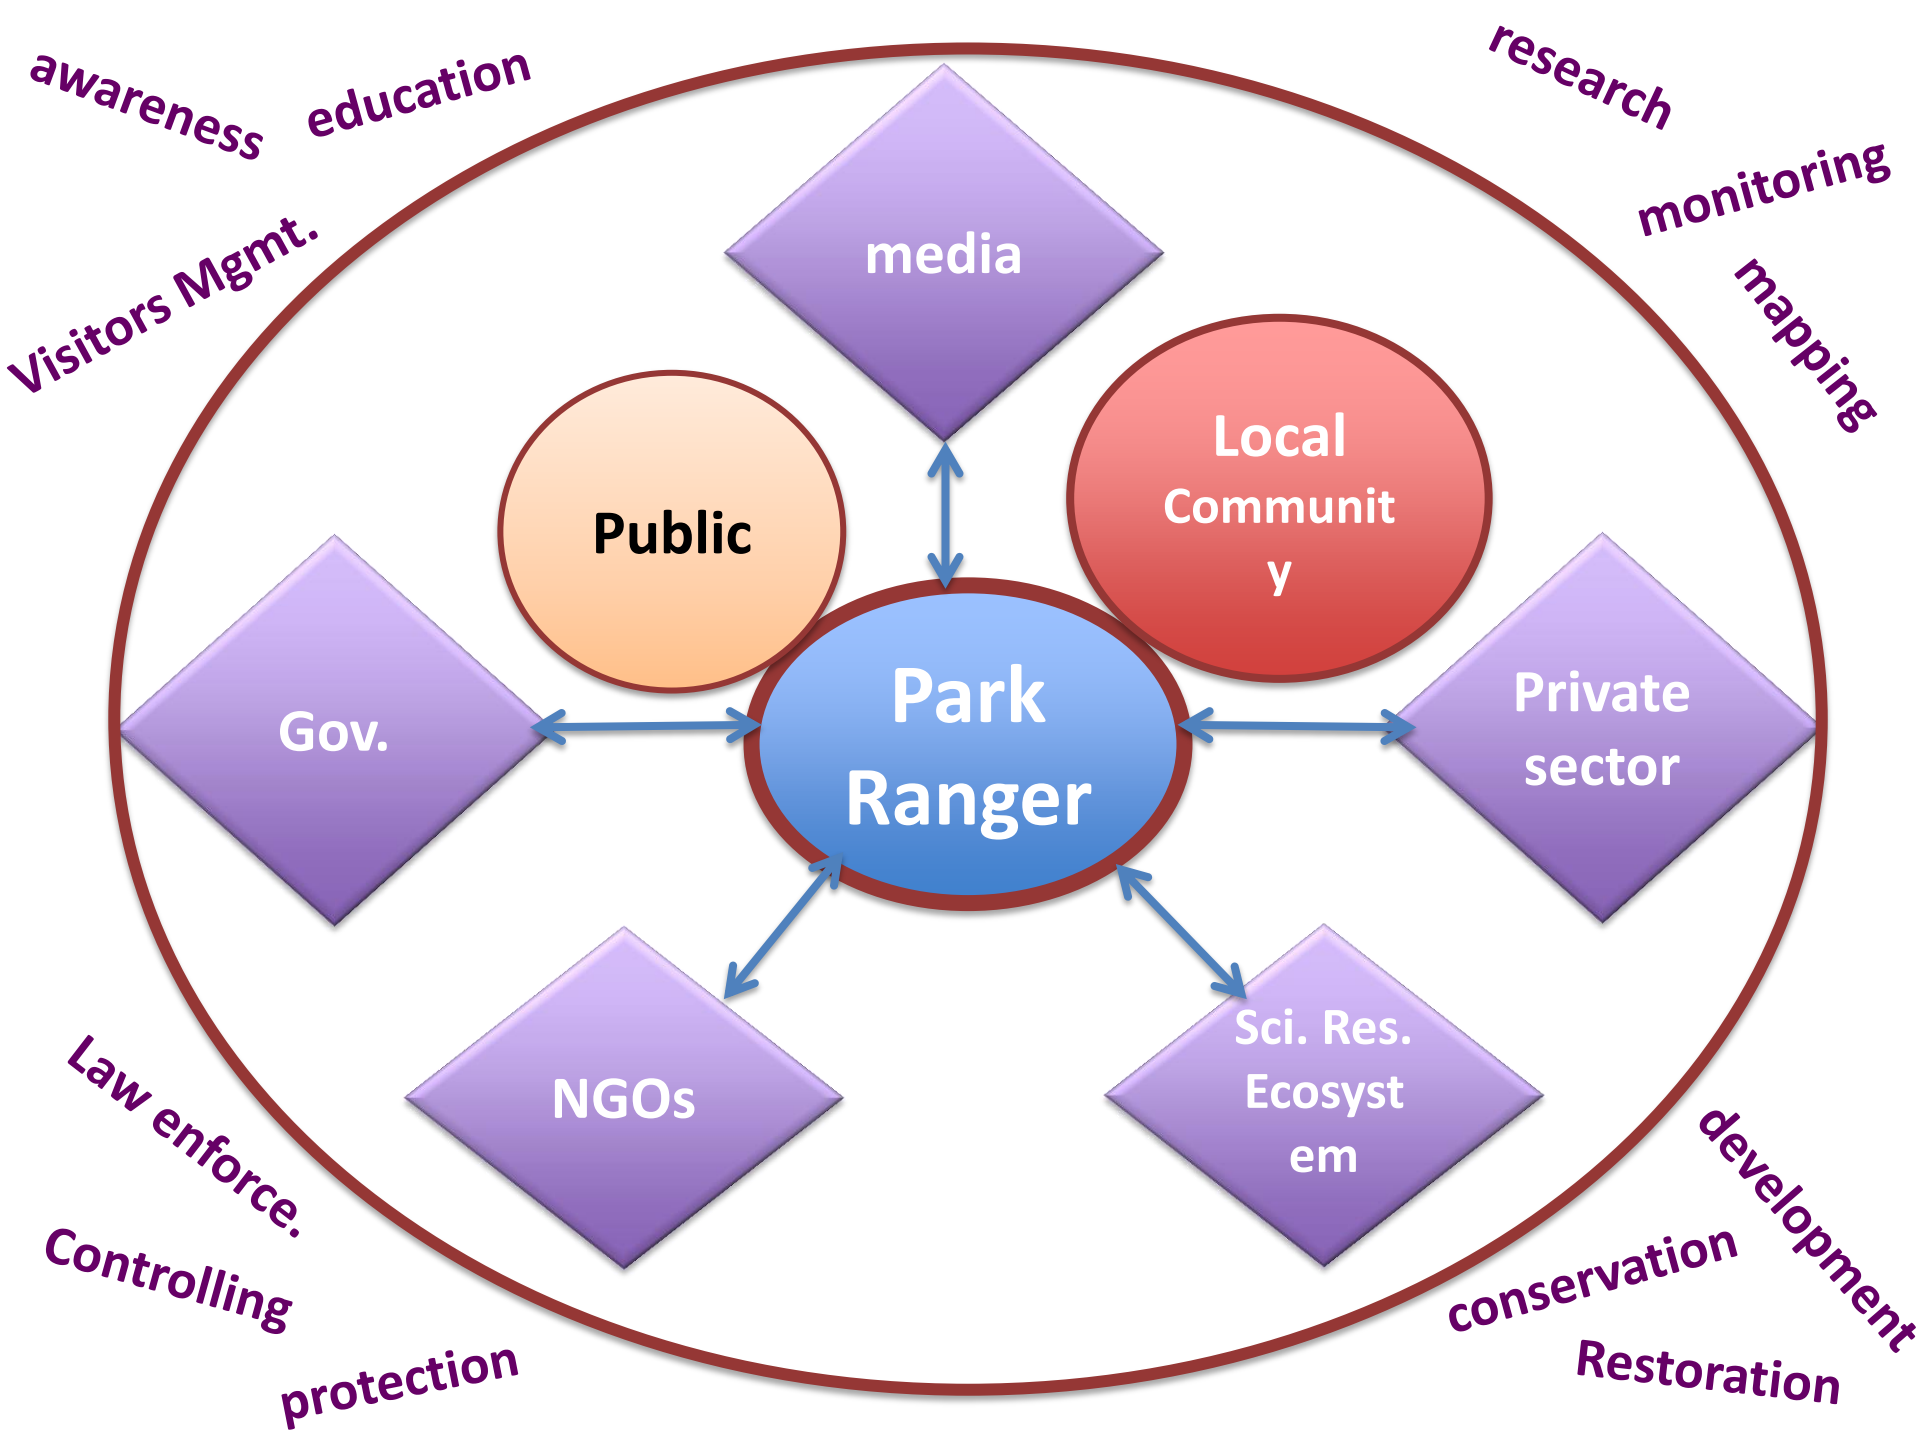 awareness
education
research
monitoring
Visitors Mgmt.
mapping
media
Local
Communit
y
Public
Park
Ranger
Gov.
Private
sector
NGOs
Sci. Res.
Ecosyst
em
Law enforce.
Controlling
protection
development
conservation
Restoration